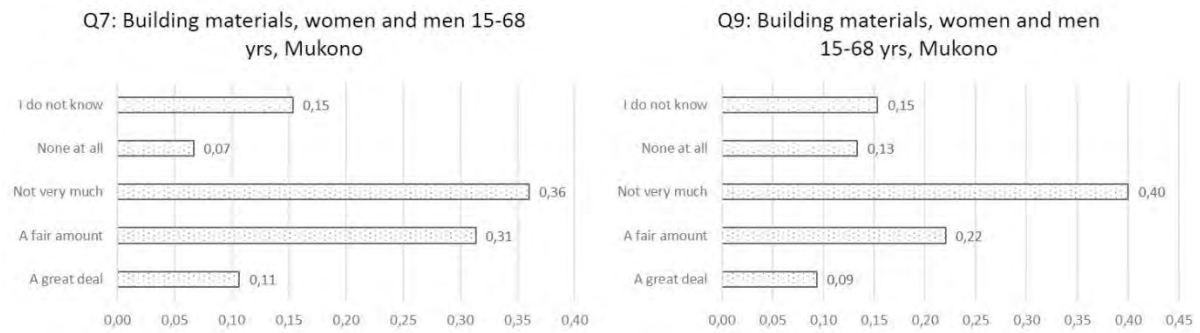 Q7: Building materials, women and men 15-68
yrs, Mukono
I do not know 0,15
None at all 0,07
Not very much 0,36
A fair amount 0,31
A great deal 0,11
0,00 0,05 0,10 0,15 0,20 0,25 0,30 0,35 0,40
Q9: Building materials, women and men
15-68 yrs, Mukono
I do not know 0,15
None at all 0,13
Not very much 0,40
A fair amount 0,22
A great deal 0,09
0,00 0,05 0,10 0,15 0,20 0,25 0,30 0,35 0,40 0,45